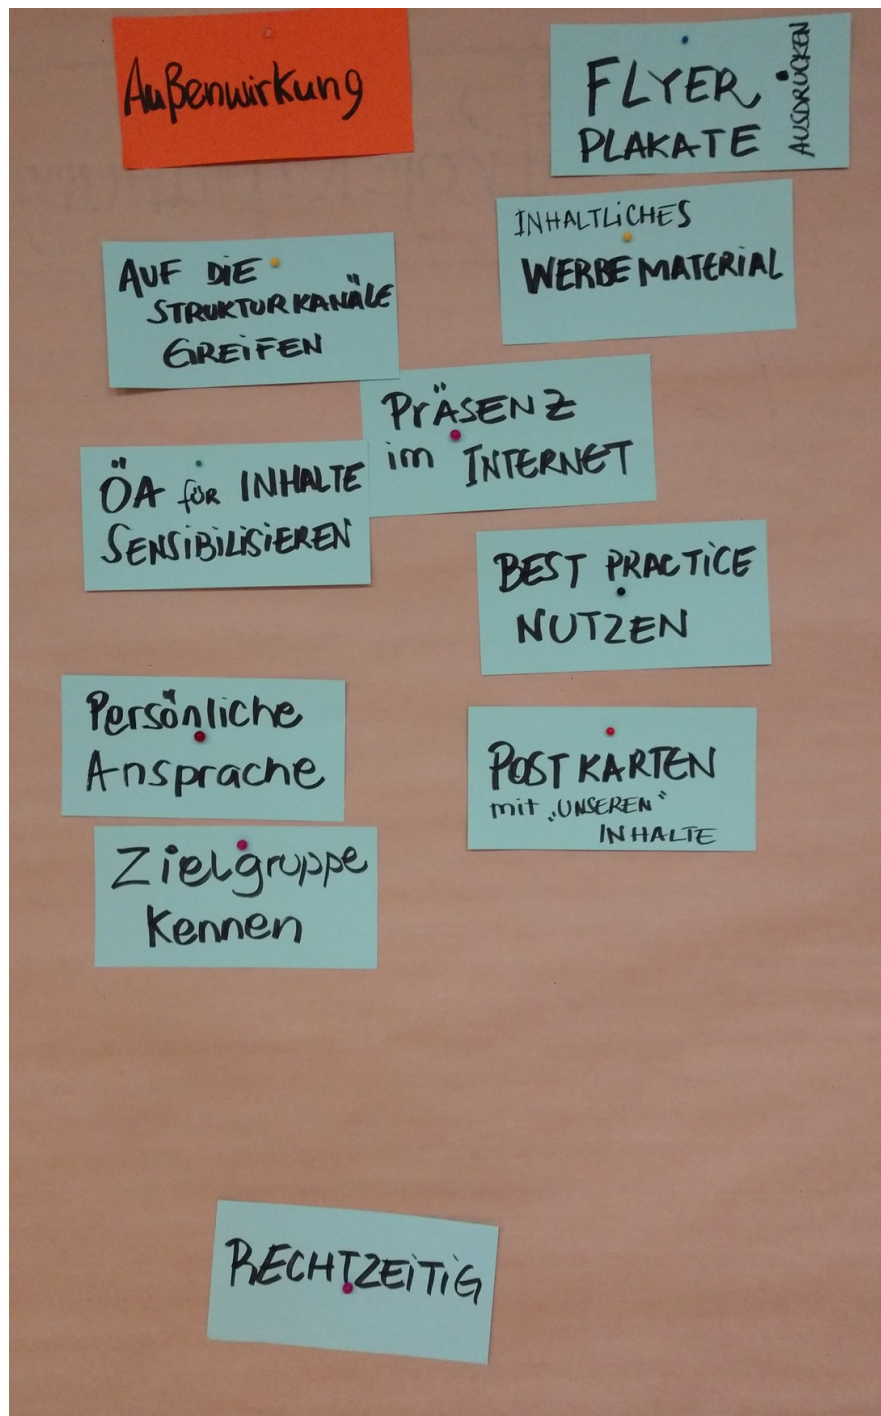 Außenwirkung
FLYER
PLAKATE
AUSDRUCKEN
INHALTLiCHES
WERBEMATERiAL
AUF DiE
STRUKTURKANÄLE
GREiFEN
PräSENZ
im INTERNET
ÖA für INHALTE
SENSiBiLiSiEREN
BEST PRACTiCE
NUTZEN
Persönliche
Ansprache
POSTKARTEN
mit „UNSEREN“
INHALTE
Zielgruppe
kennen
RECHTZEiTiG